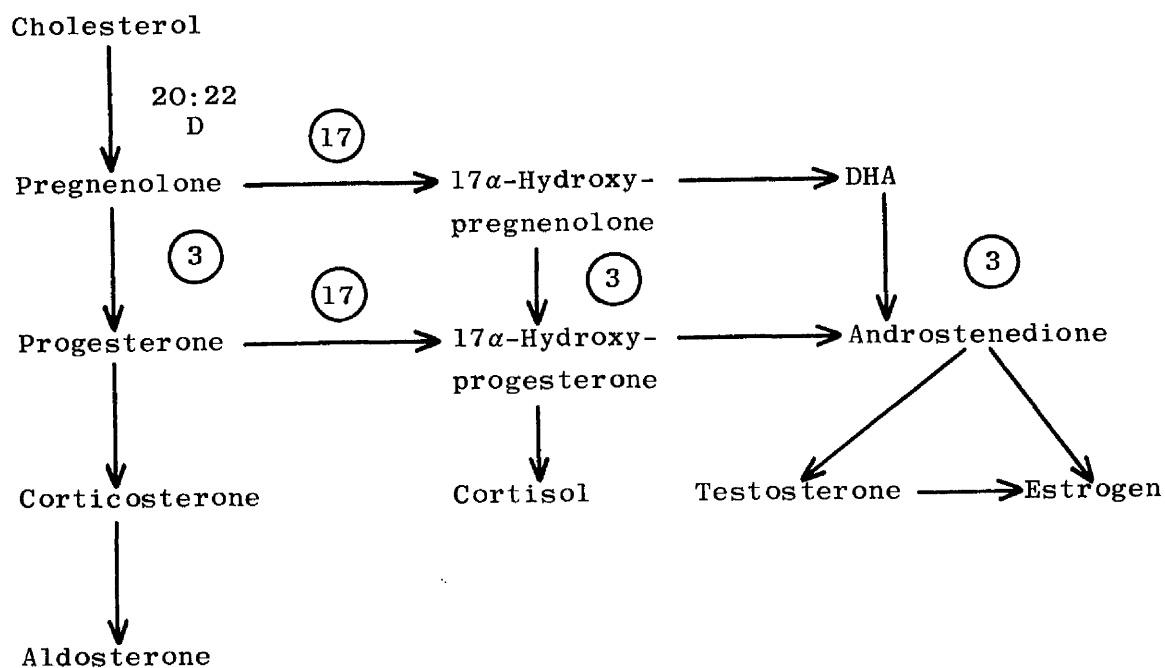 Cholesterol
20:22
D
17
Pregnenolone
17α-Hydroxy-
pregnenolone
DHA
3
17
3
3
Progesterone
17α-Hydroxy-
progesterone
Androstenedione
Corticosterone
Cortisol
Testosterone
Estrogen
Aldosterone